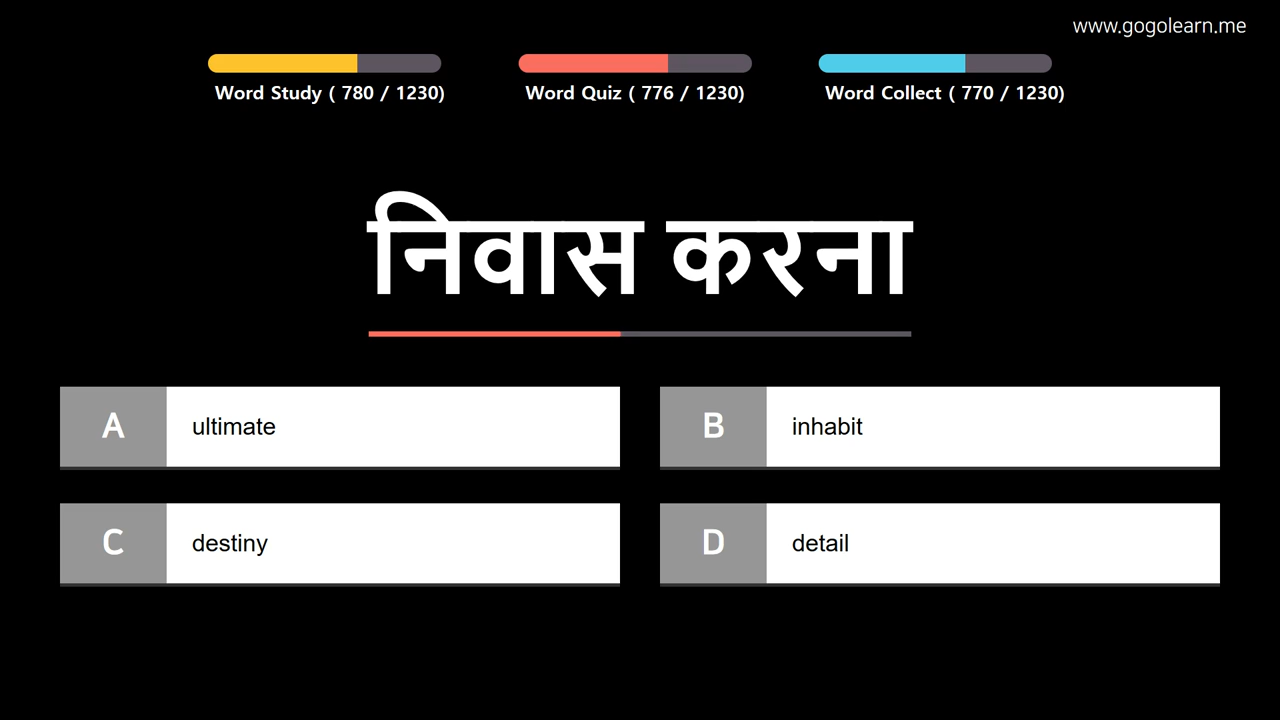 www.gogolearn.me
Word Study ( 780 / 1230)
Word Quiz ( 776 / 1230)
Word Collect ( 770 / 1230)
निवास करना
A
ultimate
B
inhabit
C
destiny
D
detail